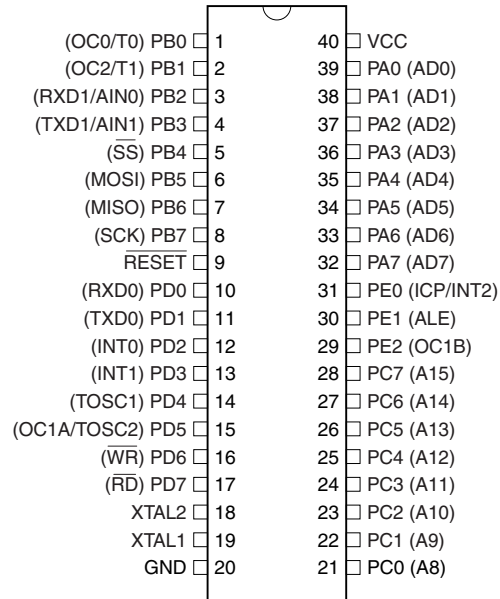 (OC0/T0) PB0 1 40 VCC
(OC2/T1) PB1 2 39 PA0 (AD0)
(RXD1/AIN0) PB2 3 38 PA1 (AD1)
(TXD1/AIN1) PB3 4 37 PA2 (AD2)
(S̅S̅) PB4 5 36 PA3 (AD3)
(MOSI) PB5 6 35 PA4 (AD4)
(MISO) PB6 7 34 PA5 (AD5)
(SCK) PB7 8 33 PA6 (AD6)
R̅E̅S̅E̅T̅ 9 32 PA7 (AD7)
(RXD0) PD0 10 31 PE0 (ICP/INT2)
(TXD0) PD1 11 30 PE1 (ALE)
(INT0) PD2 12 29 PE2 (OC1B)
(INT1) PD3 13 28 PC7 (A15)
(TOSC1) PD4 14 27 PC6 (A14)
(OC1A/TOSC2) PD5 15 26 PC5 (A13)
(W̅R̅) PD6 16 25 PC4 (A12)
(R̅D̅) PD7 17 24 PC3 (A11)
XTAL2 18 23 PC2 (A10)
XTAL1 19 22 PC1 (A9)
GND 20 21 PC0 (A8)